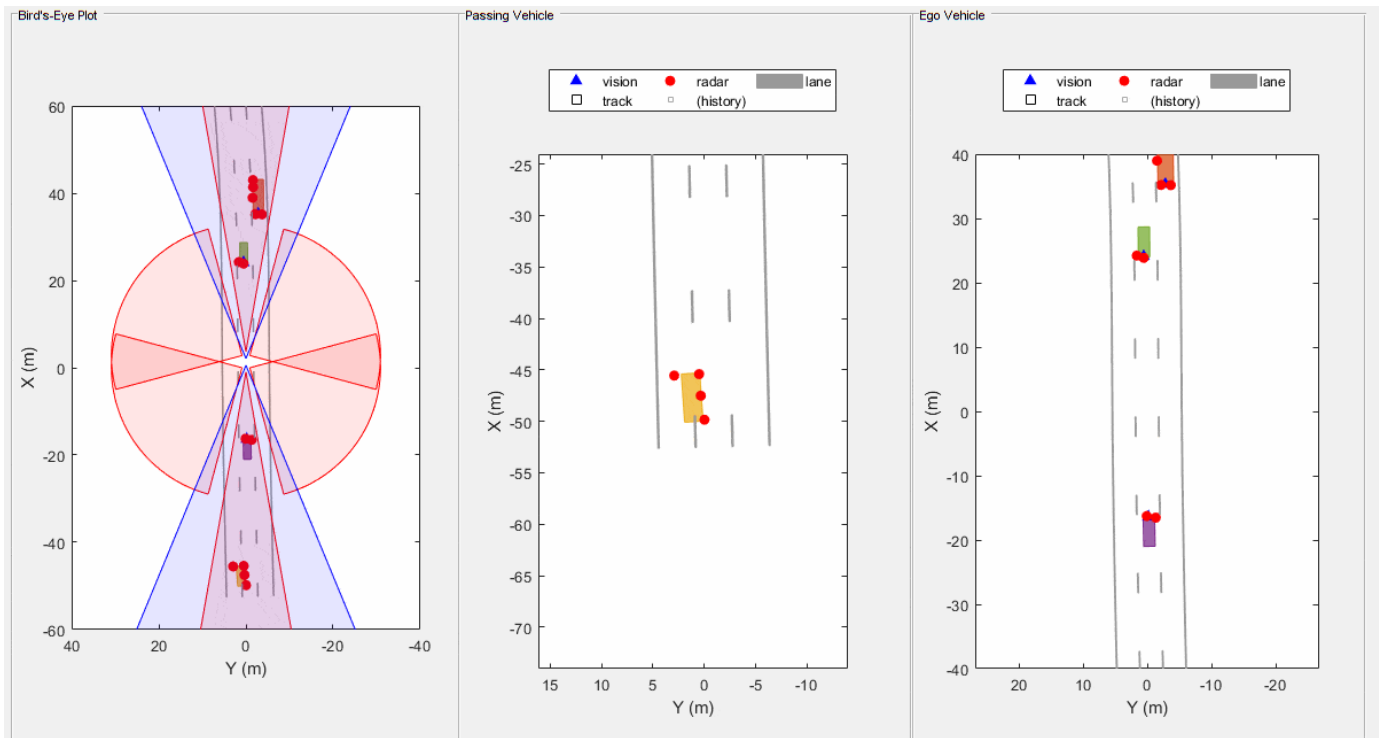 Bird's-Eye Plot
60
40
20
0
-20
-40
-60
40 20 0 -20 -40
X (m)
Y (m)
Passing Vehicle
vision radar lane
track (history)
-25
-30
-35
-40
-45
-50
-55
-60
-65
-70
15 10 5 0 -5 -10
X (m)
Y (m)
Ego Vehicle
vision radar lane
track (history)
40
30
20
10
0
-10
-20
-30
-40
20 10 0 -10 -20
X (m)
Y (m)